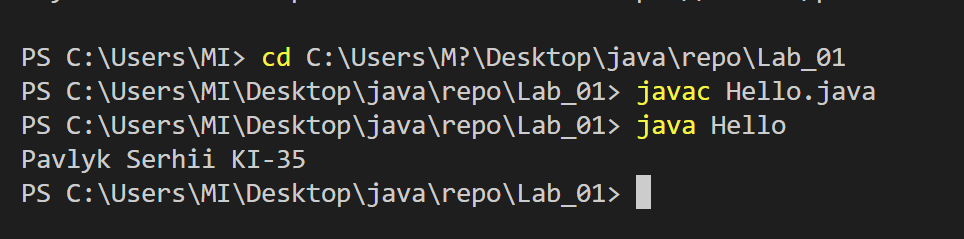 PS C:\Users\MI> cd C:\Users\M?\Desktop\java\repo\Lab_01
PS C:\Users\MI\Desktop\java\repo\Lab_01> javac Hello.java
PS C:\Users\MI\Desktop\java\repo\Lab_01> java Hello
Pavlyk Serhii KI-35
PS C:\Users\MI\Desktop\java\repo\Lab_01>